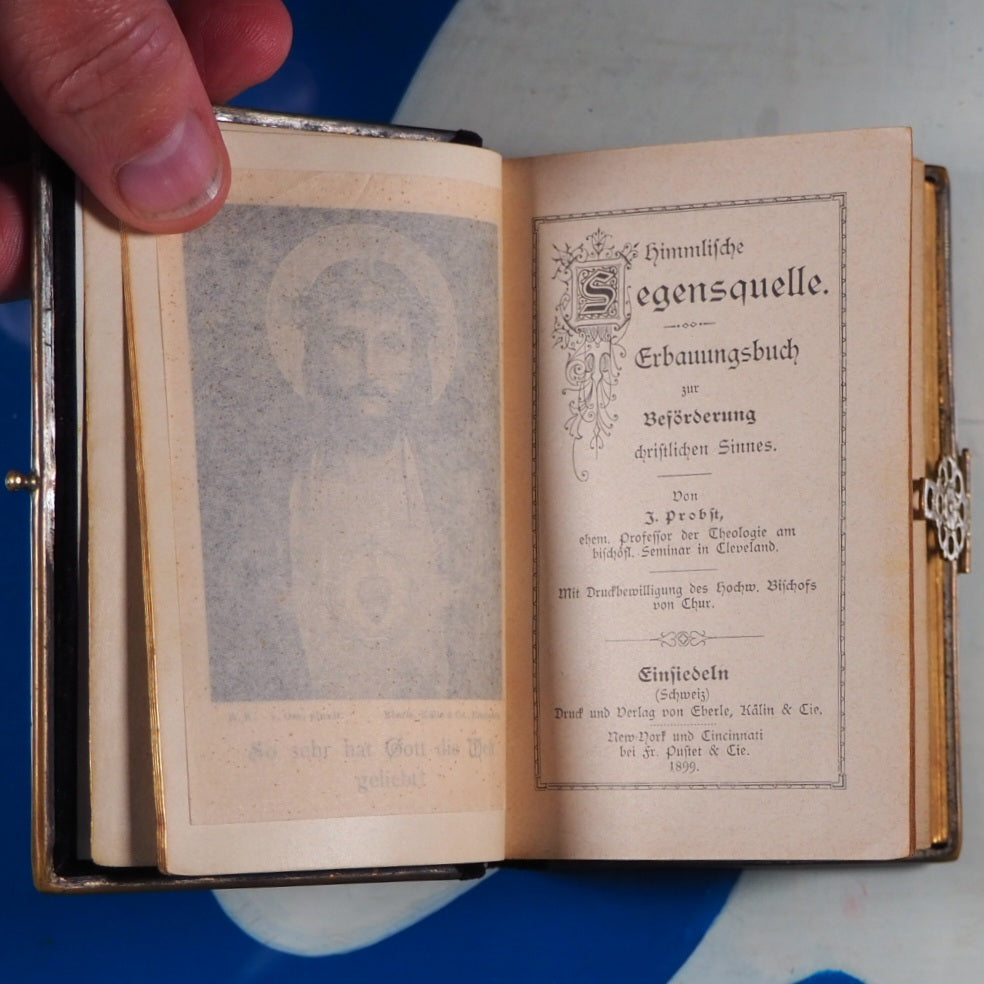 So sehr hat Gott die Welt
geliebt!
Himmlische
Segensquelle.
Erbauungsbuch
zur
Beförderung
christlichen Sinnes.
Von
J. Probst,
ehem. Professor der Theologie am
bischöfl. Seminar in Cleveland.
Mit Druckbewilligung des Hochw. Bischofs
von Chur.
Einsiedeln
(Schweiz)
Druck und Verlag von Eberle, Kälin & Cie.
New-York und Cincinnati
bei Fr. Pustet & Cie.
1899.